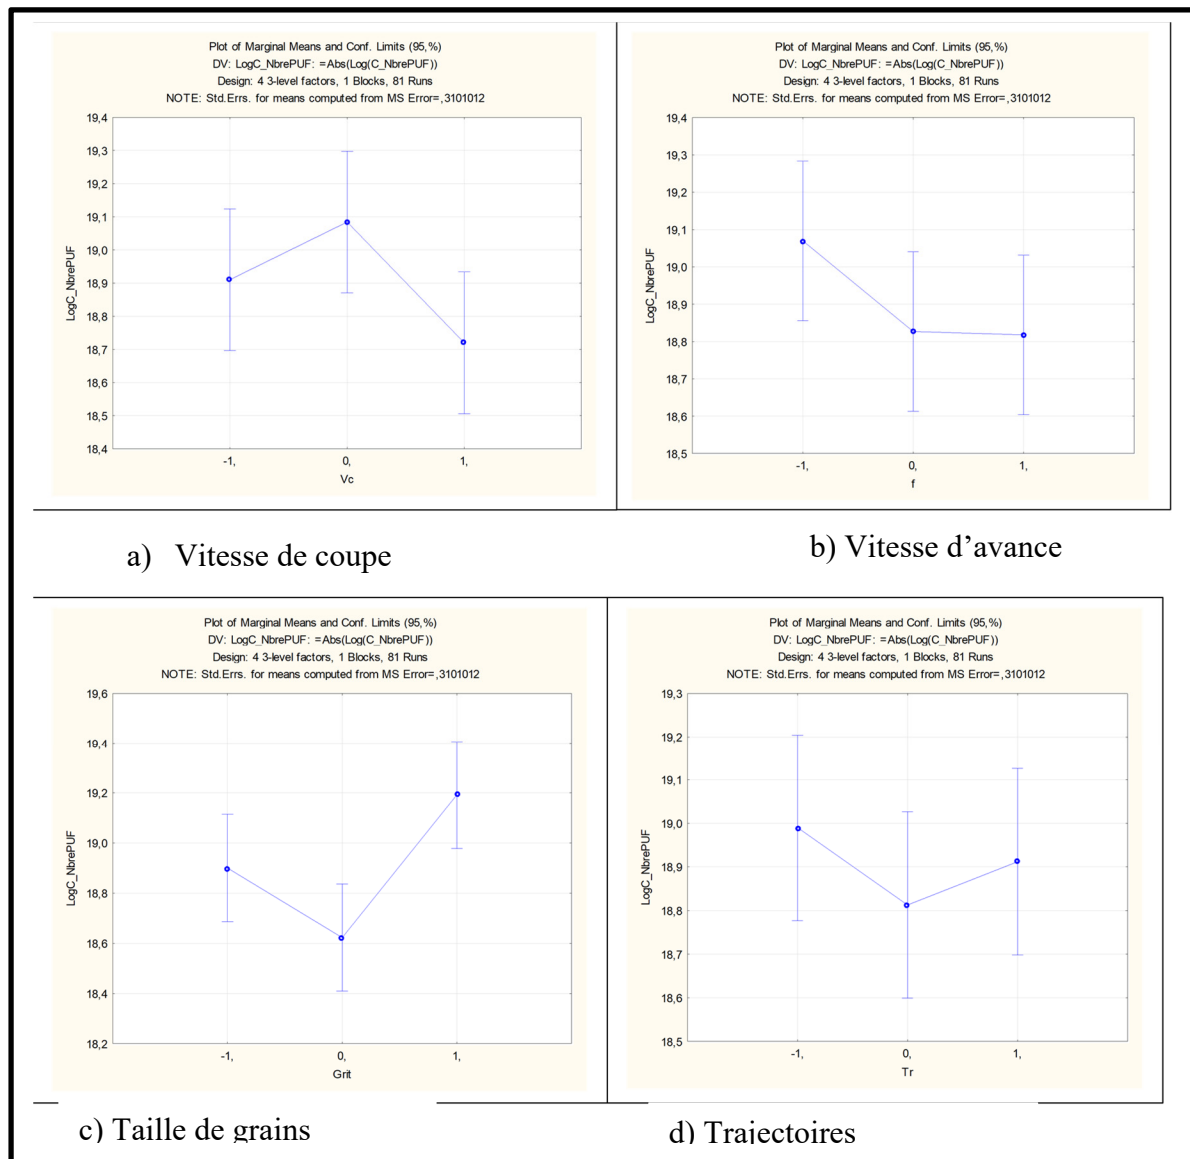 Plot of Marginal Means and Conf. Limits (95,%)
DV: LogC_NbrePUF: =Abs(Log(C_NbrePUF))
Design: 4 3-level factors, 1 Blocks, 81 Runs
NOTE: Std.Errs. for means computed from MS Error=,3101012
19,4
19,3
19,2
19,1
19,0
18,9
18,8
18,7
18,6
18,5
18,4
LogC_NbrePUF
-1, 0, 1,
Vc
a) Vitesse de coupe
Plot of Marginal Means and Conf. Limits (95,%)
DV: LogC_NbrePUF: =Abs(Log(C_NbrePUF))
Design: 4 3-level factors, 1 Blocks, 81 Runs
NOTE: Std.Errs. for means computed from MS Error=,3101012
19,4
19,3
19,2
19,1
19,0
18,9
18,8
18,7
18,6
18,5
LogC_NbrePUF
-1, 0, 1,
f
b) Vitesse d’avance
Plot of Marginal Means and Conf. Limits (95,%)
DV: LogC_NbrePUF: =Abs(Log(C_NbrePUF))
Design: 4 3-level factors, 1 Blocks, 81 Runs
NOTE: Std.Errs. for means computed from MS Error=,3101012
19,6
19,4
19,2
19,0
18,8
18,6
18,4
18,2
LogC_NbrePUF
-1, 0, 1,
Grit
c) Taille de grains
Plot of Marginal Means and Conf. Limits (95,%)
DV: LogC_NbrePUF: =Abs(Log(C_NbrePUF))
Design: 4 3-level factors, 1 Blocks, 81 Runs
NOTE: Std.Errs. for means computed from MS Error=,3101012
19,3
19,2
19,1
19,0
18,9
18,8
18,7
18,6
18,5
LogC_NbrePUF
-1, 0, 1,
Tr
d) Trajectoires